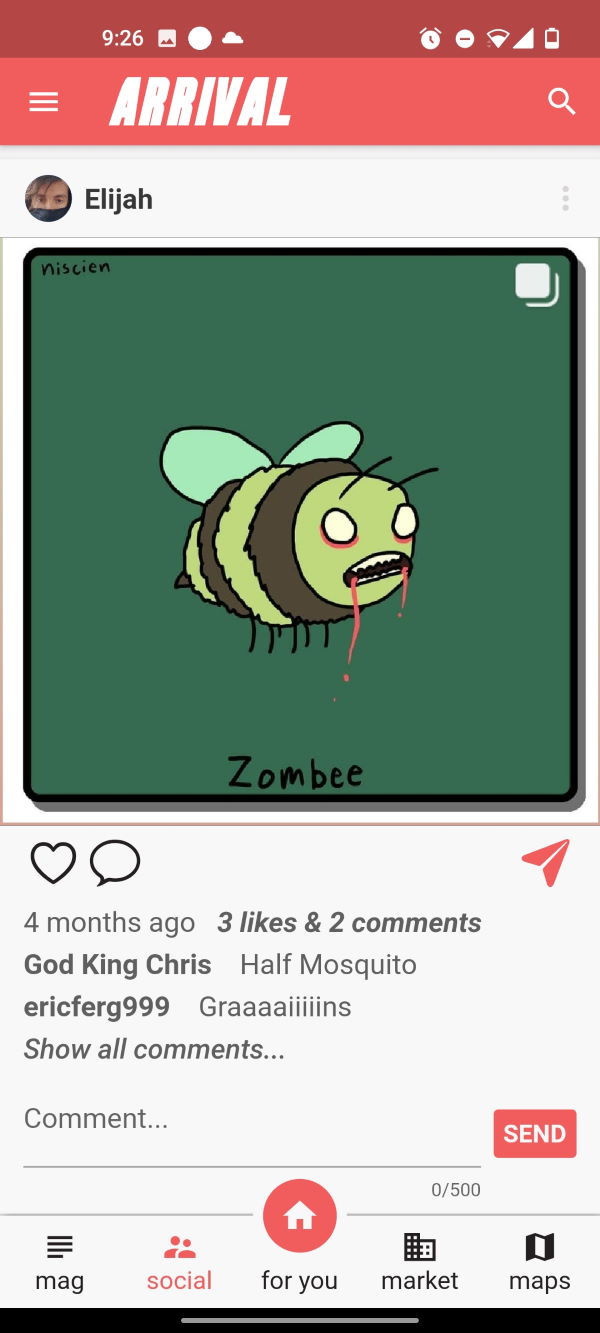 9:26
ARRIVAL
Elijah
niscien
Zombee
4 months ago 3 likes & 2 comments
God King Chris Half Mosquito
ericferg999 Graaaaiiiiins
Show all comments...
Comment...
SEND
0/500
mag social for you market maps